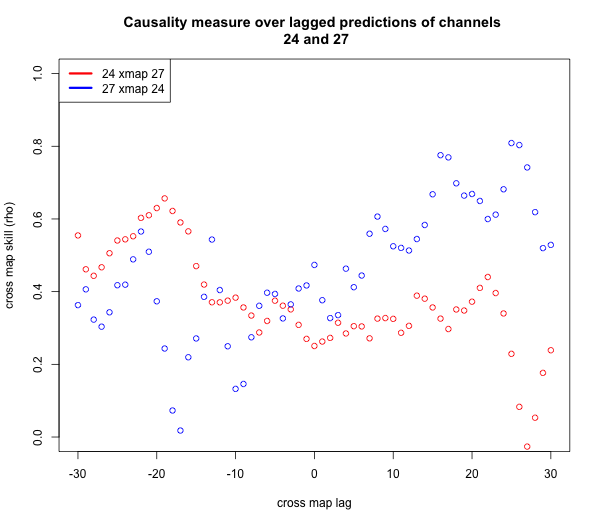 Causality measure over lagged predictions of channels
24 and 27
24 xmap 27
27 xmap 24
cross map skill (rho)
1.0
0.8
0.6
0.4
0.2
0.0
-30 -20 -10 0 10 20 30
cross map lag